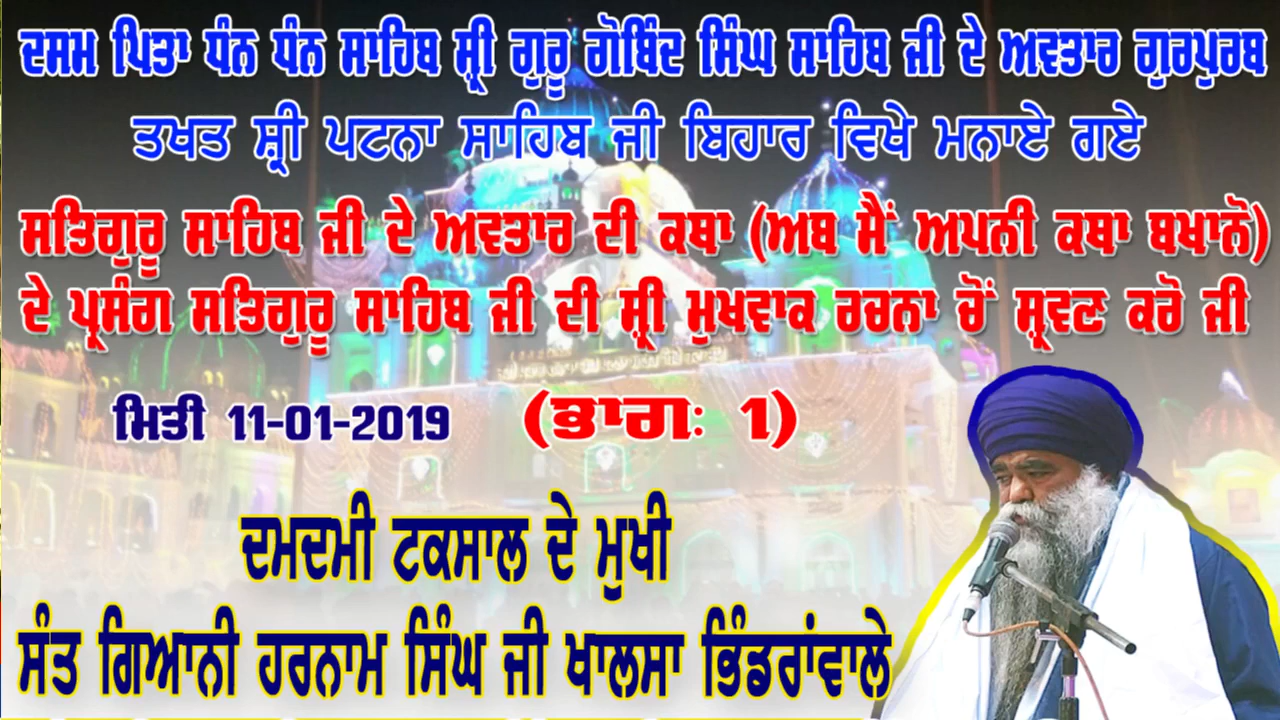 ਦਸਮ ਪਿਤਾ ਧੰਨ ਧੰਨ ਸਾਹਿਬ ਸ਼੍ਰੀ ਗੁਰੂ ਗੋਬਿੰਦ ਸਿੰਘ ਸਾਹਿਬ ਜੀ ਦੇ ਅਵਤਾਰ ਗੁਰਪੁਰਬ
ਤਖਤ ਸ਼੍ਰੀ ਪਟਨਾ ਸਾਹਿਬ ਜੀ ਬਿਹਾਰ ਵਿਖੇ ਮਨਾਏ ਗਏ
ਸਤਿਗੁਰੂ ਸਾਹਿਬ ਜੀ ਦੇ ਅਵਤਾਰ ਦੀ ਕਥਾ (ਅਬ ਮੈਂ ਅਪਨੀ ਕਥਾ ਬਖਾਨੋ)
ਦੇ ਪ੍ਰਸੰਗ ਸਤਿਗੁਰੂ ਸਾਹਿਬ ਜੀ ਦੀ ਸ਼੍ਰੀ ਮੁਖਵਾਕ ਰਚਨਾ ਚੋਂ ਸ਼੍ਰਵਣ ਕਰੋ ਜੀ
ਮਿਤੀ 11-01-2019 (ਭਾਗ: 1)
ਦਮਦਮੀ ਟਕਸਾਲ ਦੇ ਮੁਖੀ
ਸੰਤ ਗਿਆਨੀ ਹਰਨਾਮ ਸਿੰਘ ਜੀ ਖਾਲਸਾ ਭਿੰਡਰਾਂਵਾਲੇ